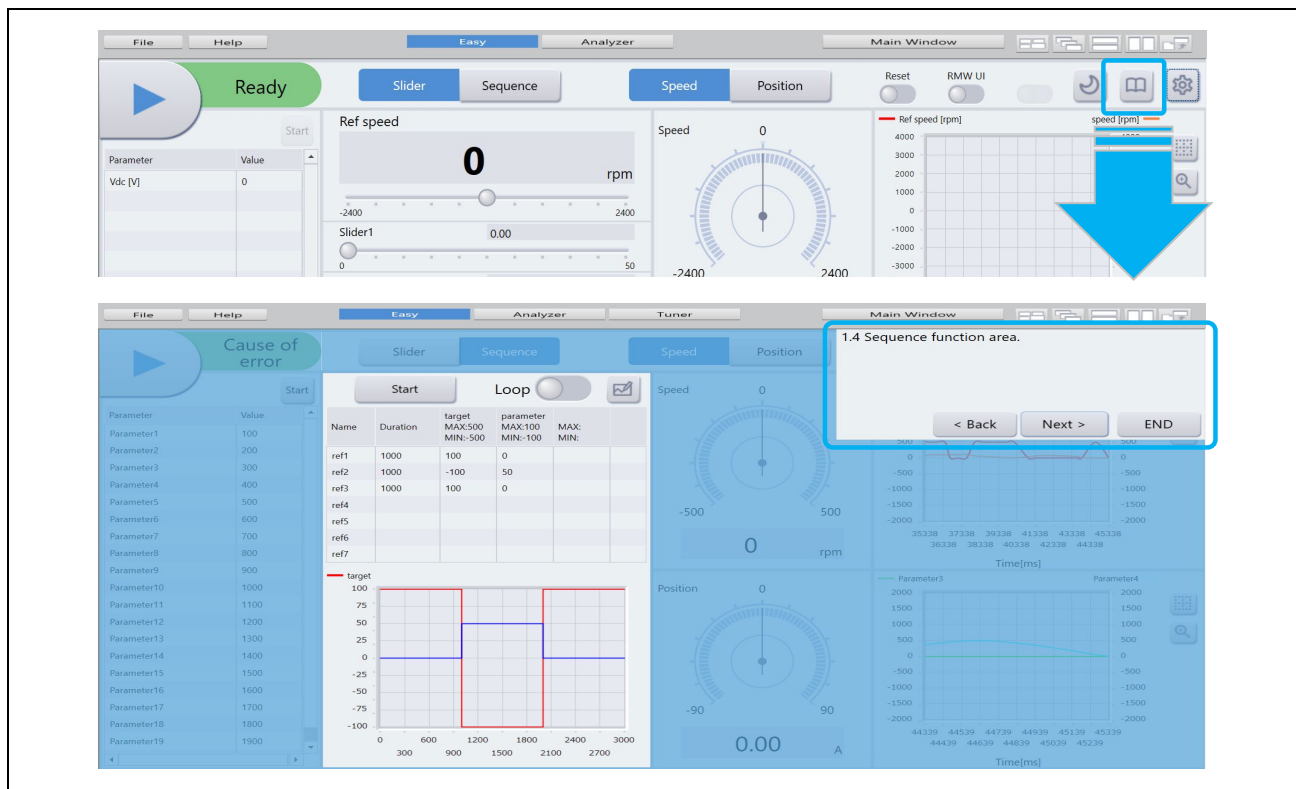 File Help Easy Analyzer Main Window
Ready Slider Sequence Speed Position Reset RMW UI
Start
Parameter Value
Vdc [V] 0
Ref speed
0 rpm
-2400 2400
Slider1 0.00
0 50
Speed 0
-2400 2400
Ref speed [rpm] speed [rpm]
4000
3000
2000
1000
0
-1000
-2000
-3000
File Help Easy Analyzer Tuner Main Window
Cause of
error
Slider Sequence Speed Position
1.4 Sequence function area.
< Back Next > END
Start
Parameter Value
Parameter1 100
Parameter2 200
Parameter3 300
Parameter4 400
Parameter5 500
Parameter6 600
Parameter7 700
Parameter8 800
Parameter9 900
Parameter10 1000
Parameter11 1100
Parameter12 1200
Parameter13 1300
Parameter14 1400
Parameter15 1500
Parameter16 1600
Parameter17 1700
Parameter18 1800
Parameter19 1900
Start Loop
Name Duration target MAX:500 MIN:-500 parameter MAX:100 MIN:-100 MAX: MIN:
ref1 1000 100 0
ref2 1000 -100 50
ref3 1000 100 0
ref4
ref5
ref6
ref7
target
100
75
50
25
0
-25
-50
-75
-100
0 600 1200 1800 2400 3000
300 900 1500 2100 2700
Speed 0
-500 500
0 rpm
Position 0
-90 90
0.00 A
500 500
0 0
-500 -500
-1000 -1000
-1500 -1500
-2000 -2000
35338 37338 39338 41338 43338 45338
36338 38338 40338 42338 44338
Time[ms]
Parameter3 Parameter4
2000 2000
1500 1500
1000 1000
500 500
0 0
-500 -500
-1000 -1000
-1500 -1500
-2000 -2000
44339 44539 44739 44939 45139 45339
44439 44639 44839 45039 45239
Time[ms]